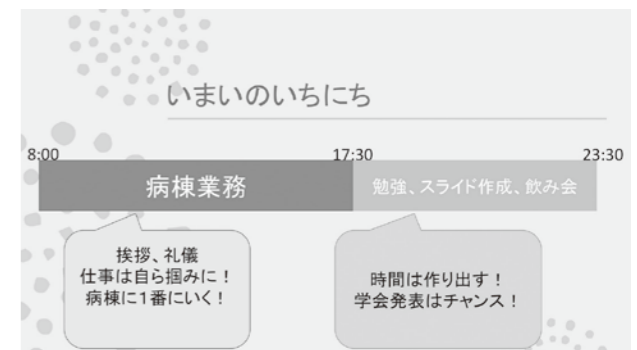 いまいのいちにち
8:00
17:30
23:30
病棟業務
勉強、スライド作成、飲み会
挨拶、礼儀
仕事は自ら掴みに！
病棟に1番にいく！
時間は作り出す！
学会発表はチャンス！